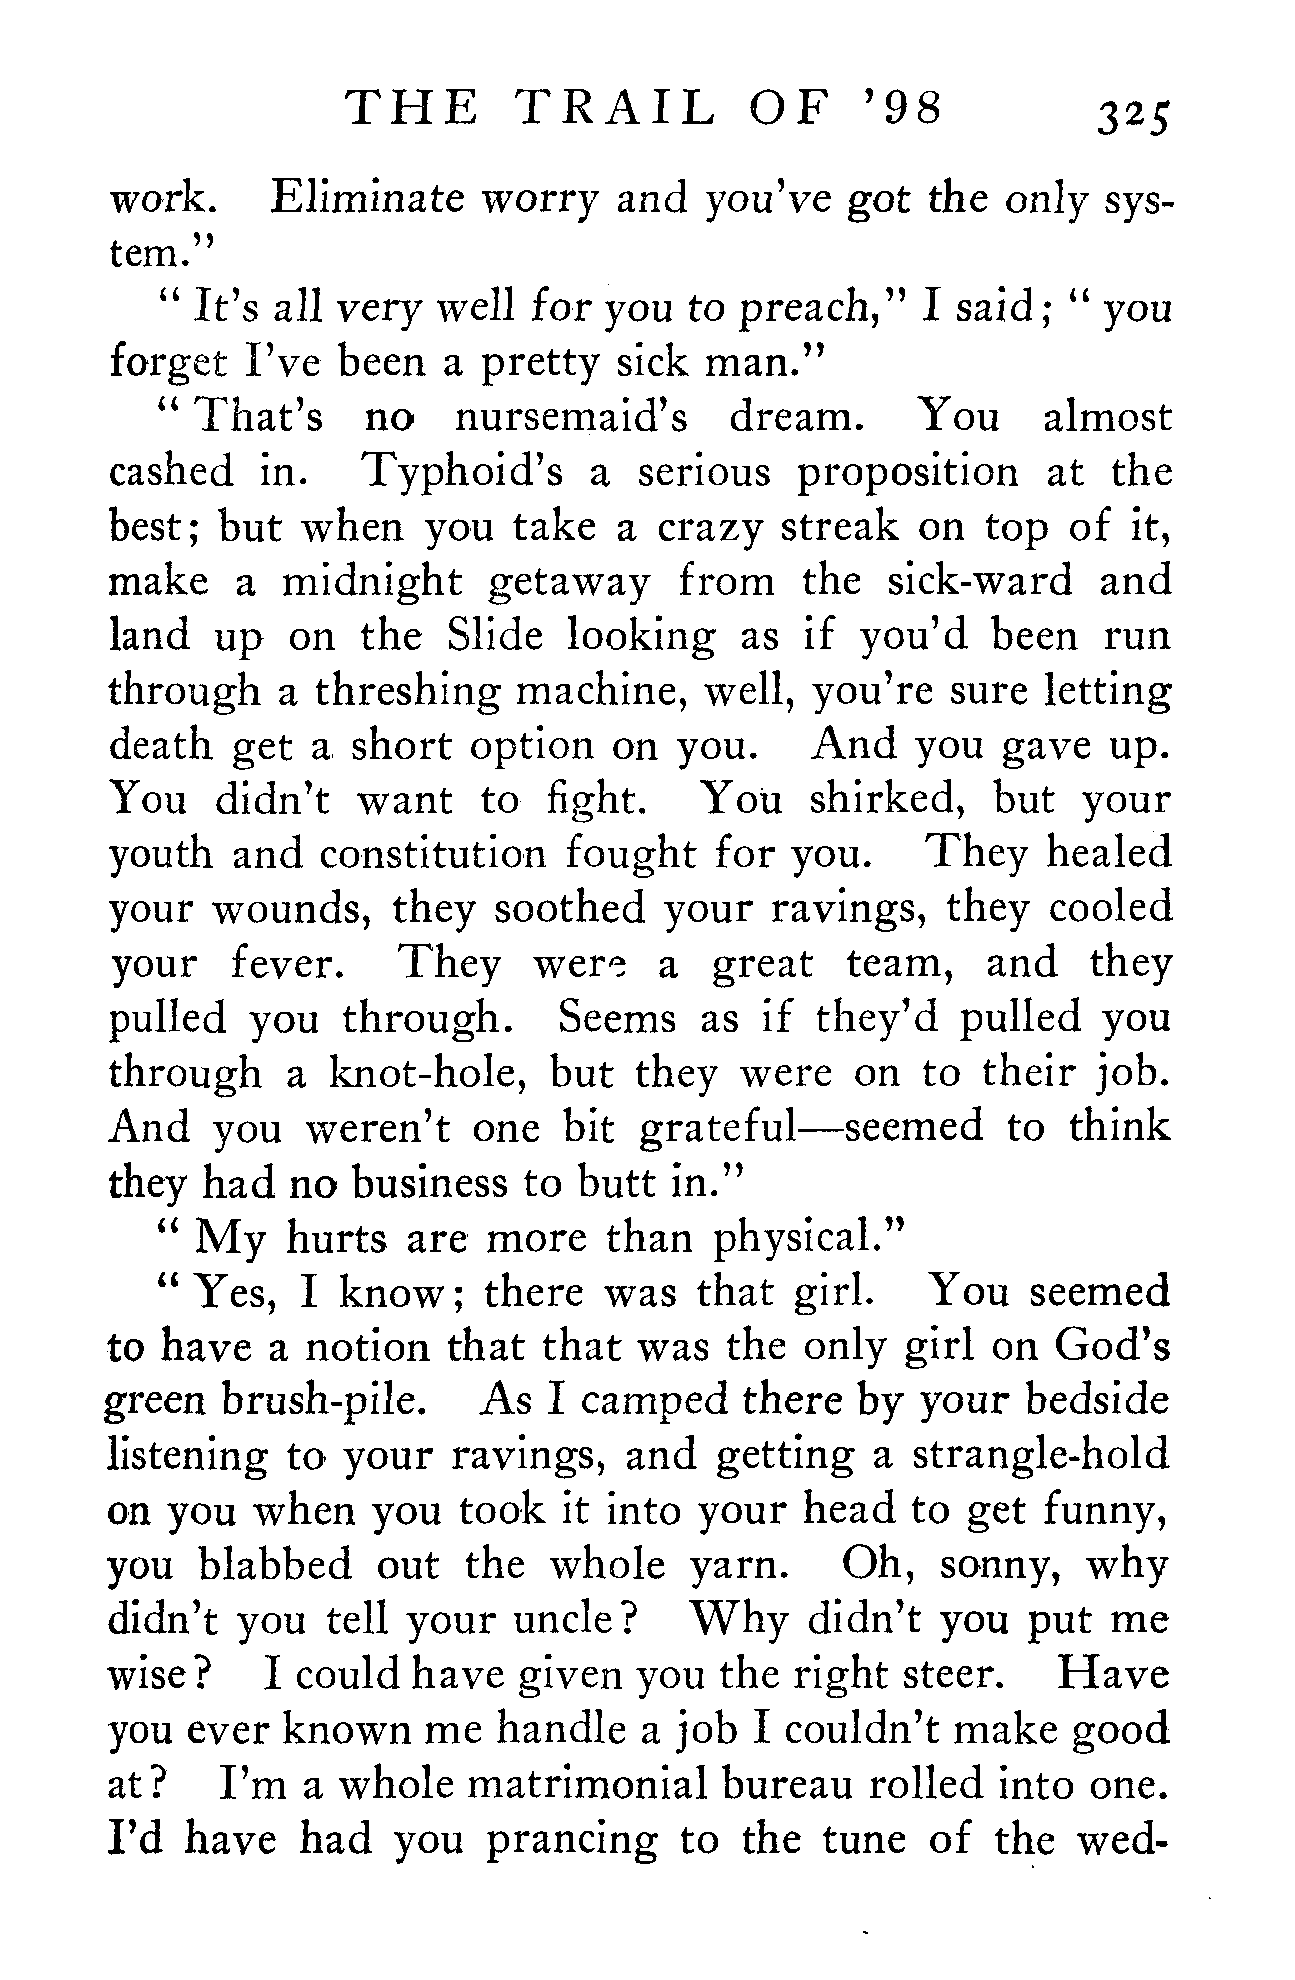 THE TRAIL OF '98 325
work. Eliminate worry and you've got the only sys-
tem."
" It's all very well for you to preach," I said; " you
forget I've been a pretty sick man."
" That's no nursemaid's dream. You almost
cashed in. Typhoid's a serious proposition at the
best; but when you take a crazy streak on top of it,
make a midnight getaway from the sick-ward and
land up on the Slide looking as if you'd been run
through a threshing machine, well, you're sure letting
death get a short option on you. And you gave up.
You didn't want to fight. You shirked, but your
youth and constitution fought for you. They healed
your wounds, they soothed your ravings, they cooled
your fever. They were a great team, and they
pulled you through. Seems as if they'd pulled you
through a knot-hole, but they were on to their job.
And you weren't one bit grateful—seemed to think
they had no business to butt in."
" My hurts are more than physical."
" Yes, I know; there was that girl. You seemed
to have a notion that that was the only girl on God's
green brush-pile. As I camped there by your bedside
listening to your ravings, and getting a strangle-hold
on you when you took it into your head to get funny,
you blabbed out the whole yarn. Oh, sonny, why
didn't you tell your uncle? Why didn't you put me
wise? I could have given you the right steer. Have
you ever known me handle a job I couldn't make good
at? I'm a whole matrimonial bureau rolled into one.
I'd have had you prancing to the tune of the wed-